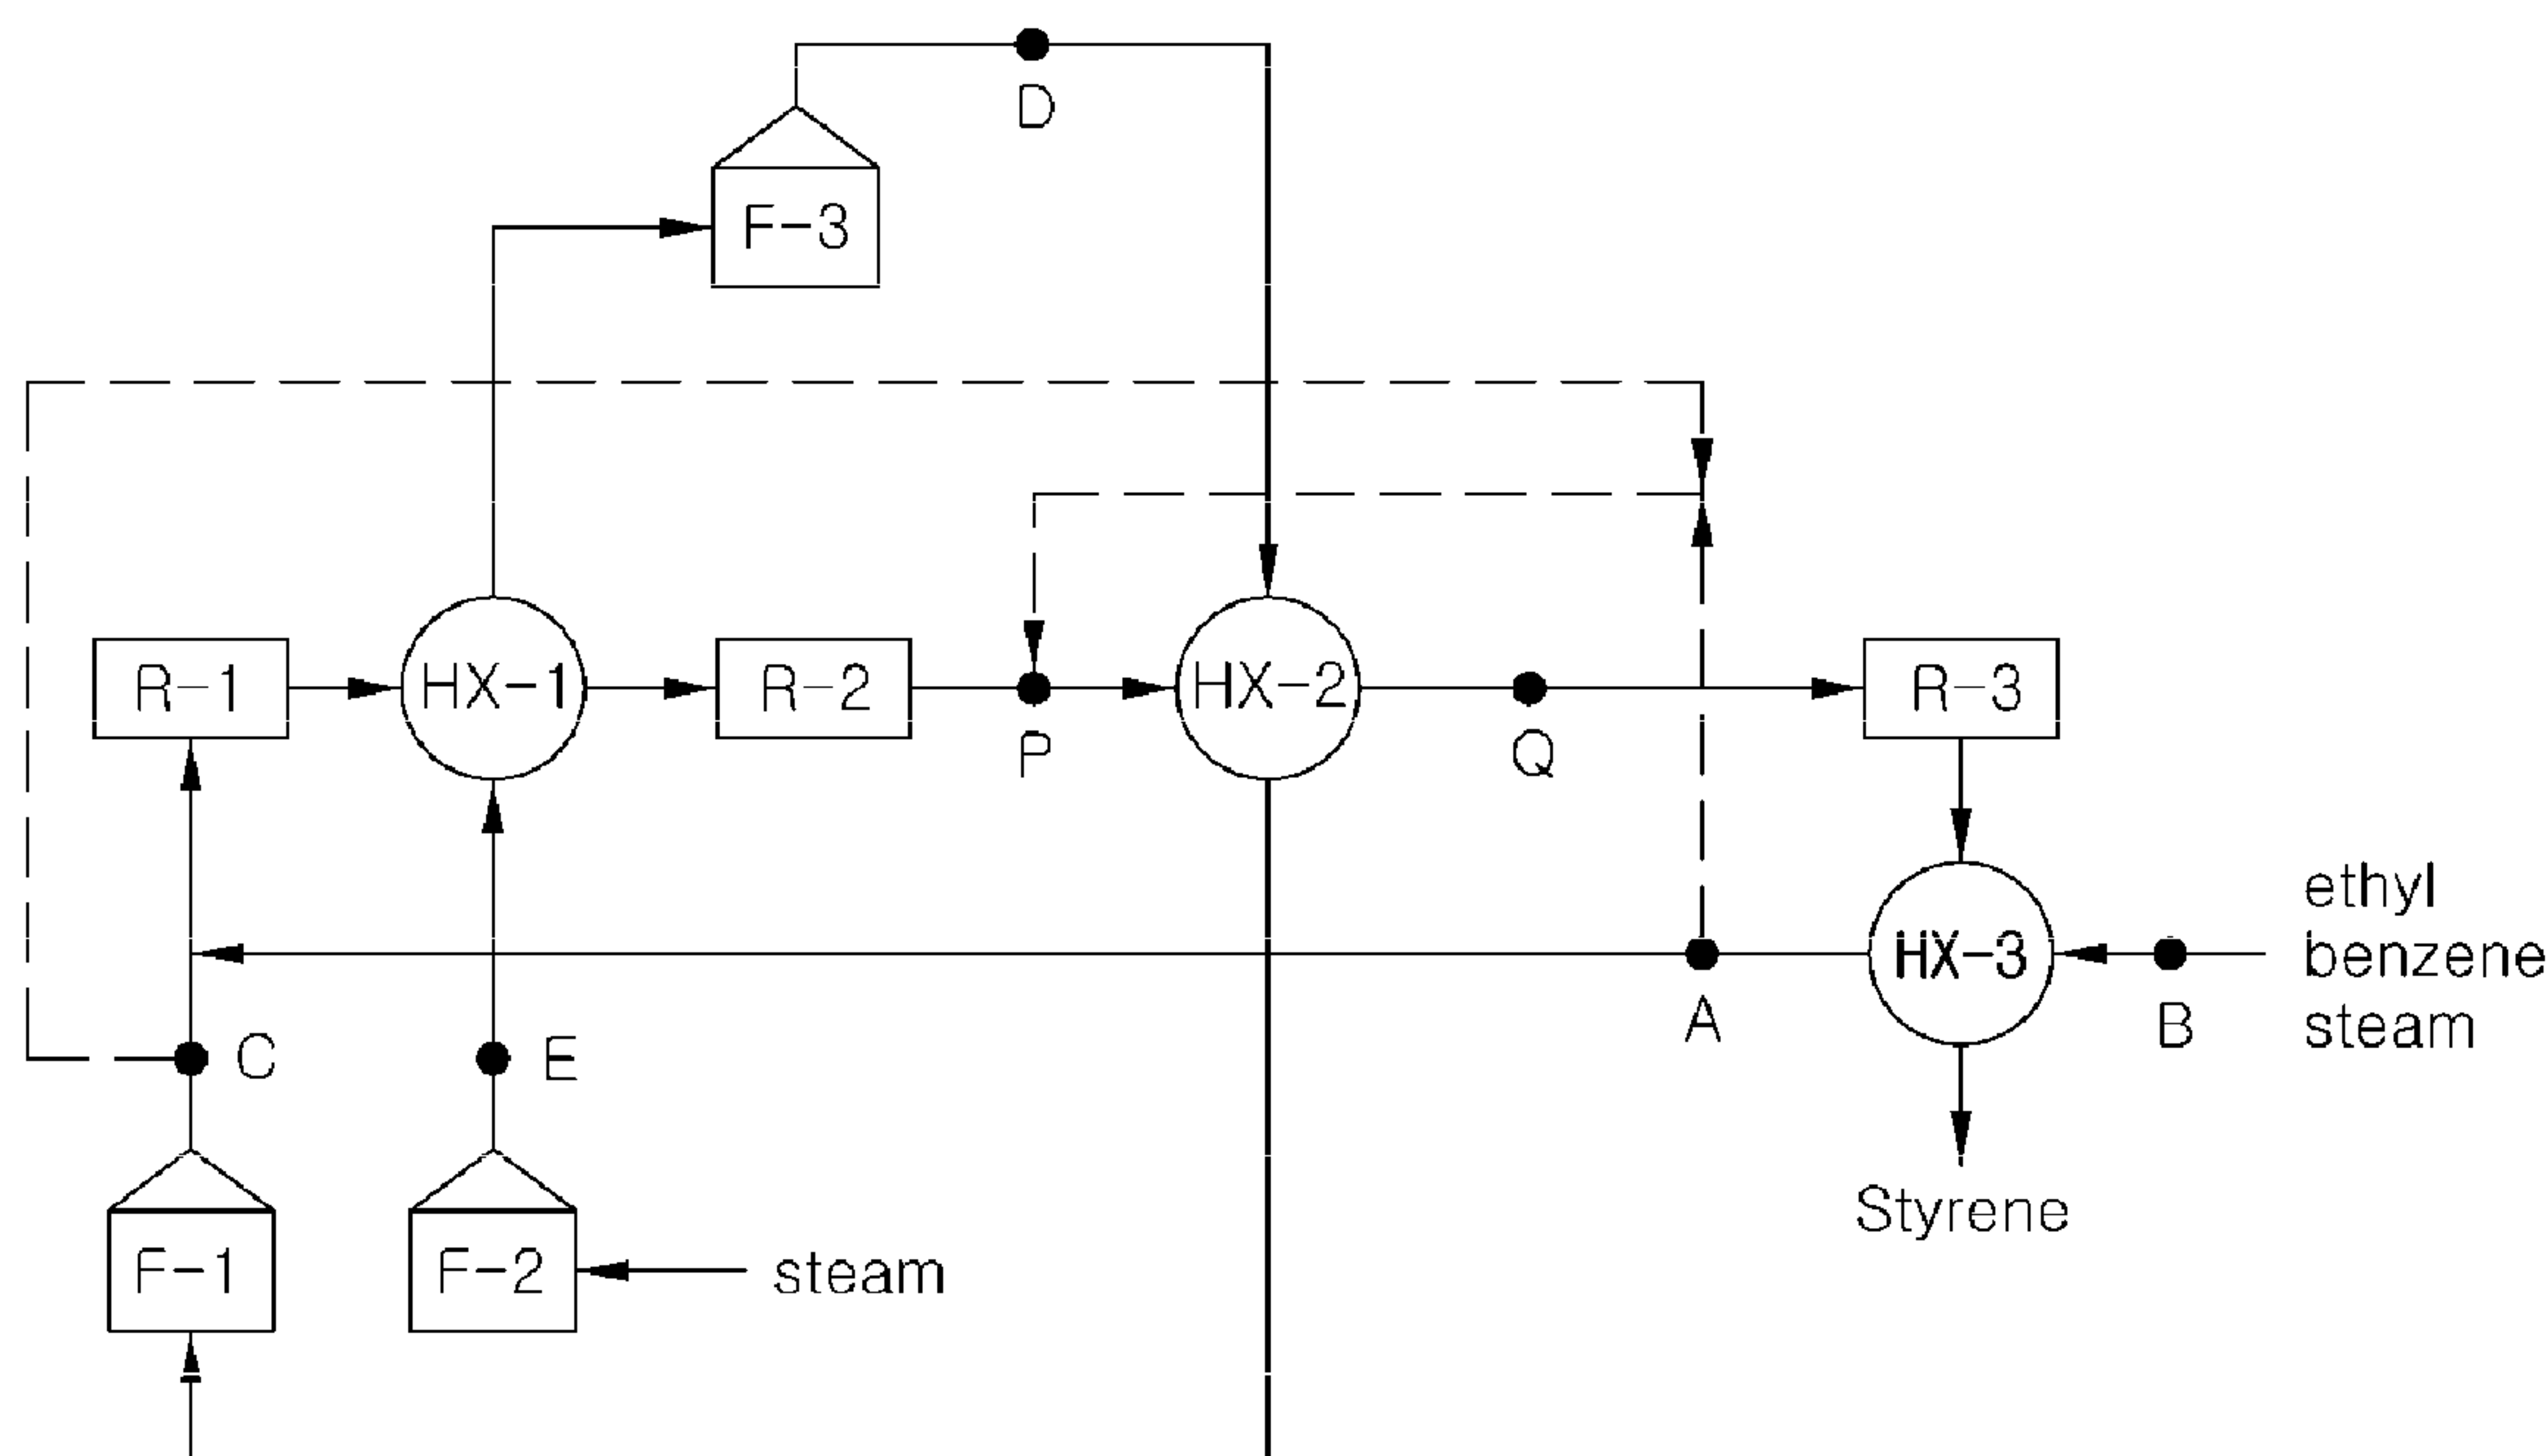 D
F-3
R-1
HX-1
R-2
HX-2
R-3
P
Q
ethyl
benzene
steam
HX-3
A
B
C
E
Styrene
F-1
F-2
steam